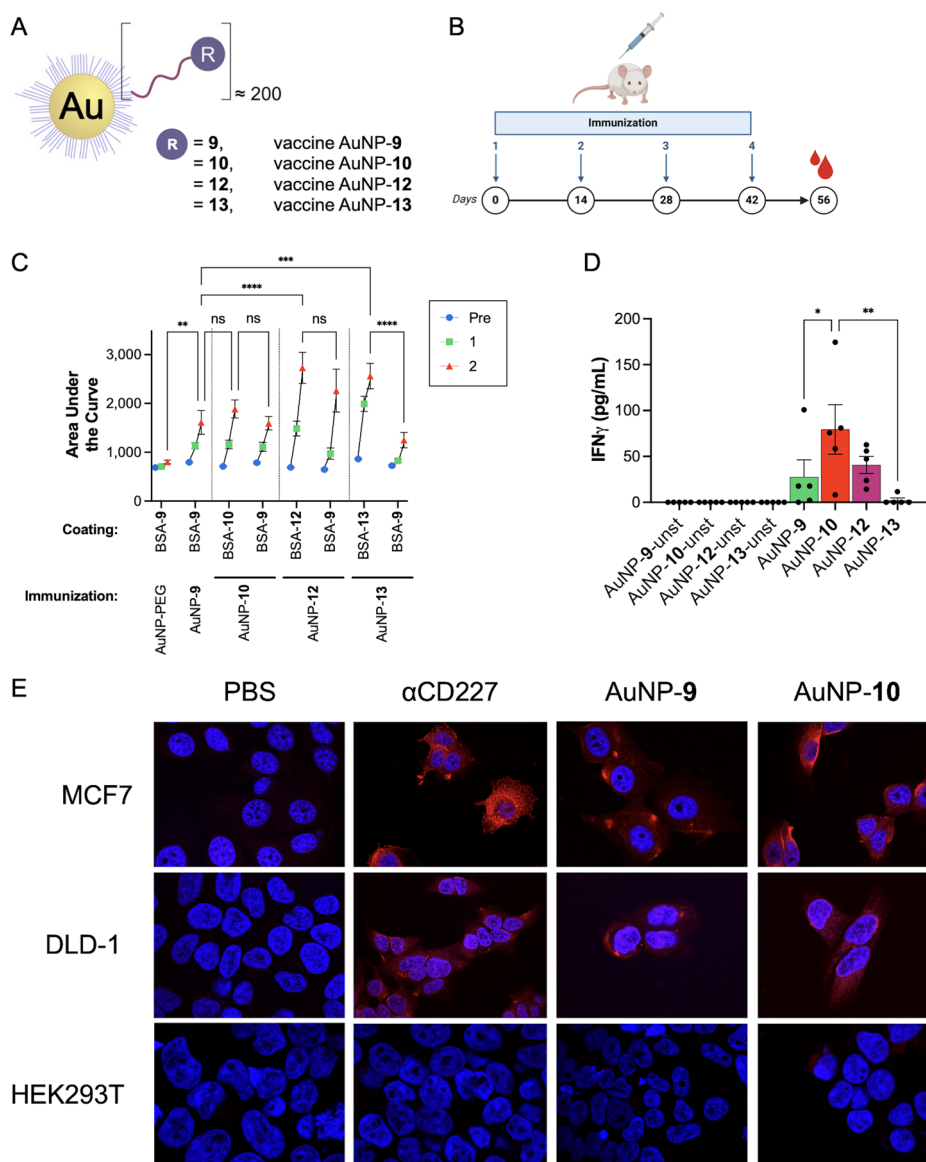 A
Au
R
≈ 200
R = 9, vaccine AuNP-9
= 10, vaccine AuNP-10
= 12, vaccine AuNP-12
= 13, vaccine AuNP-13
B
Immunization
1 2 3 4
Days 0 14 28 42 56
C
***
****
** ns ns ns ****
Pre
1
2
Area Under
the Curve
3,000
2,000
1,000
0
Coating: BSA-9 BSA-9 BSA-10 BSA-9 BSA-12 BSA-9 BSA-13 BSA-9
Immunization: AuNP-PEG AuNP-9 AuNP-10 AuNP-12 AuNP-13
D
* **
IFNγ (pg/mL)
200
150
100
50
0
AuNP-9-unst
AuNP-10-unst
AuNP-12-unst
AuNP-13-unst
AuNP-9
AuNP-10
AuNP-12
AuNP-13
E
PBS αCD227 AuNP-9 AuNP-10
MCF7
DLD-1
HEK293T